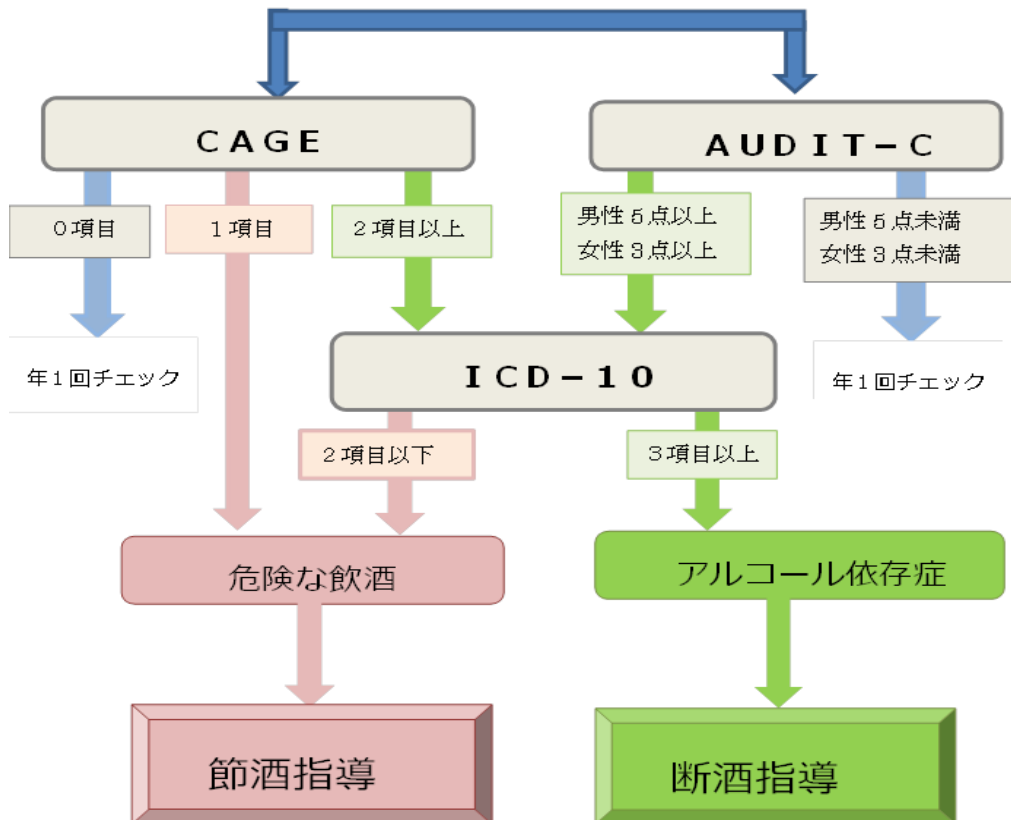 CAGE
AUDIT-C
0項目
1項目
2項目以上
男性5点以上
女性3点以上
男性5点未満
女性3点未満
年1回チェック
ICD-10
年1回チェック
2項目以下
3項目以上
危険な飲酒
アルコール依存症
節酒指導
断酒指導